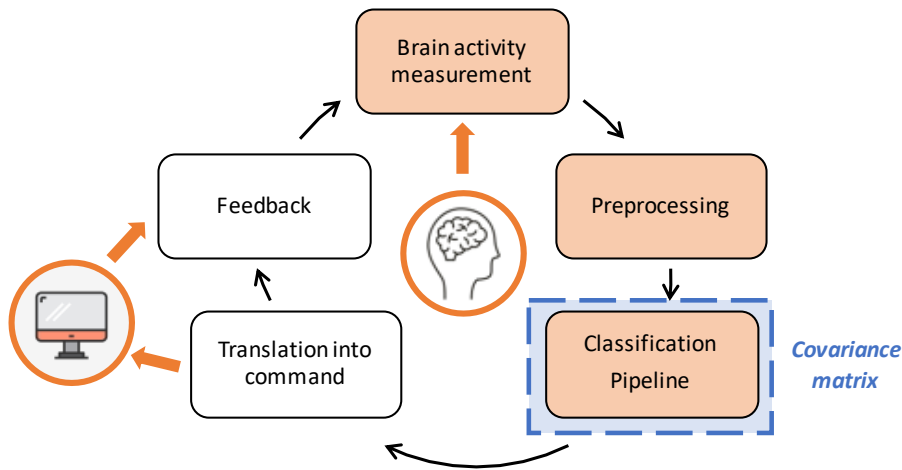 Brain activity
measurement
Feedback
Preprocessing
Translation into
command
Classification
Pipeline
Covariance
matrix